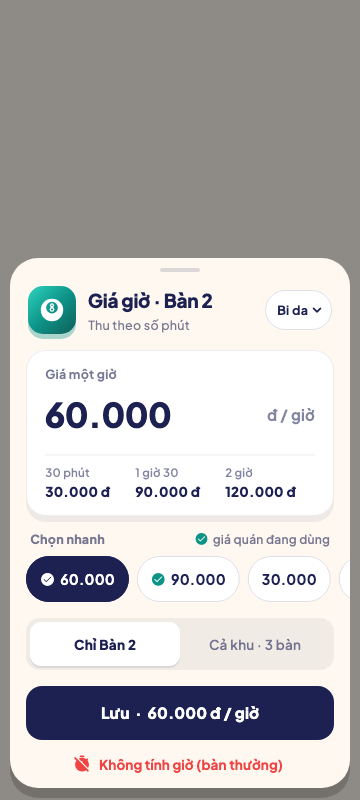 8
Giá giờ · Bàn 2
Thu theo số phút
Bi da
Giá một giờ
60.000
đ / giờ
30 phút
1 giờ 30
2 giờ
30.000 đ
90.000 đ
120.000 đ
Chọn nhanh
giá quán đang dùng
60.000
90.000
30.000
Chỉ Bàn 2
Cả khu · 3 bàn
Lưu · 60.000 đ / giờ
Không tính giờ (bàn thường)